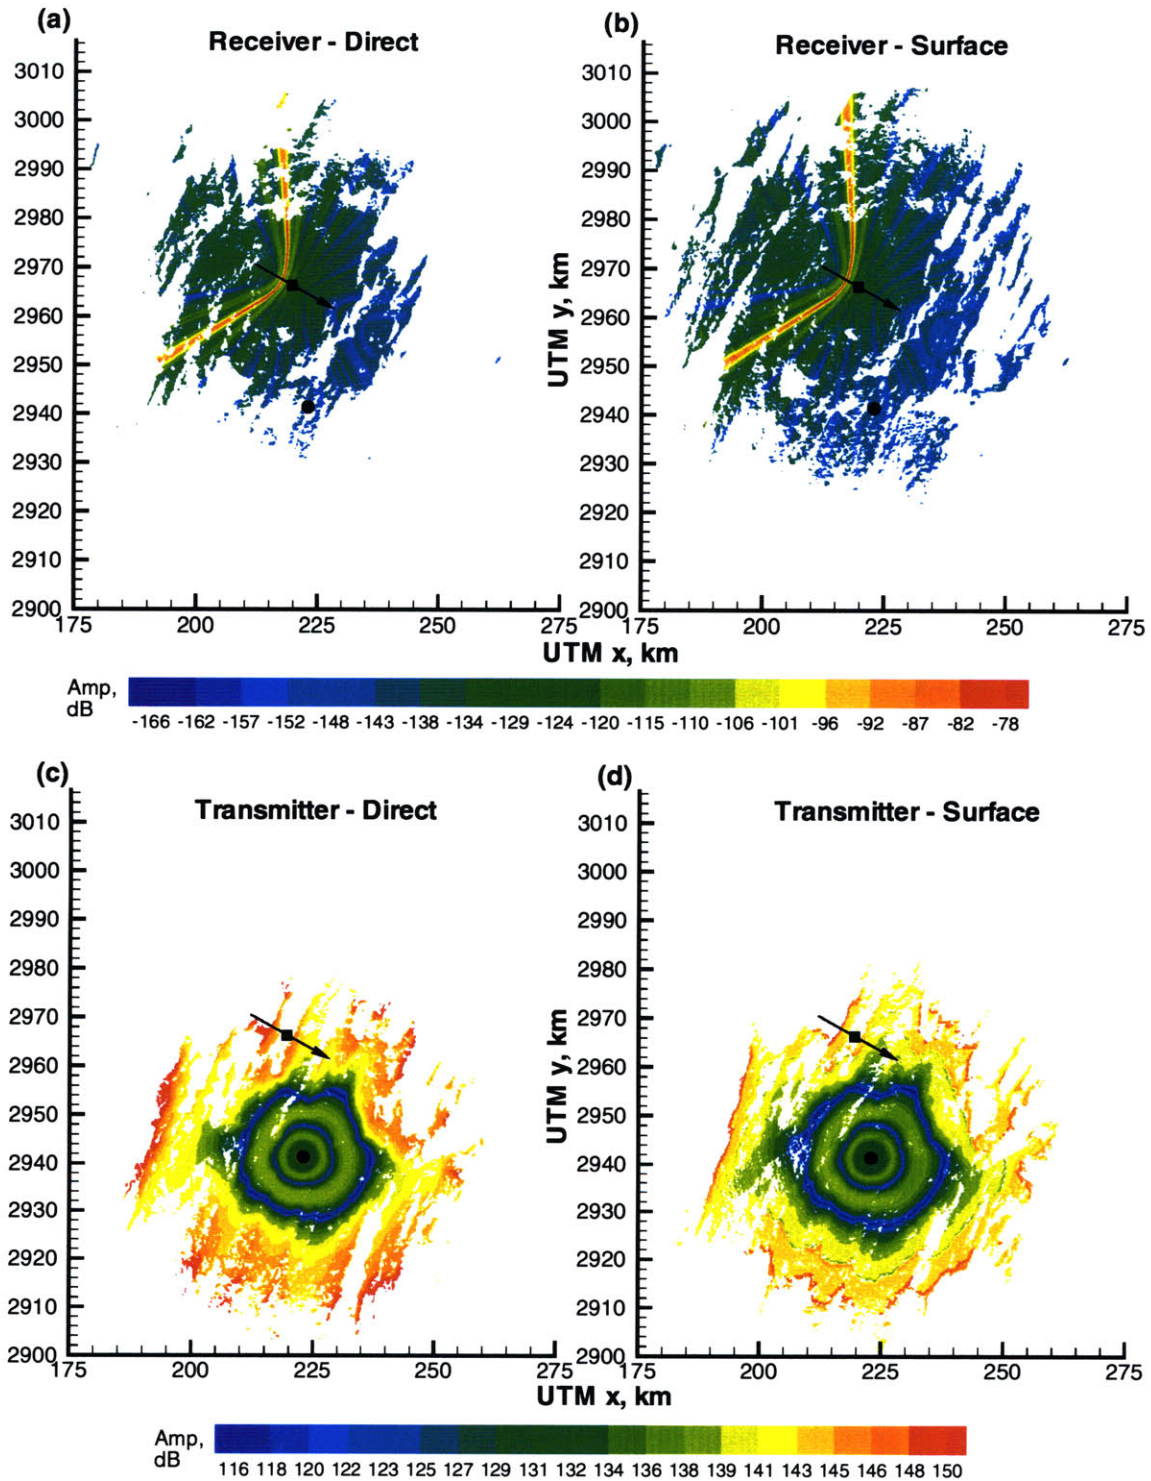 (a)
Receiver - Direct
3010
3000
2990
2980
2970
2960
2950
2940
2930
2920
2910
2900
175 200 225 250 275
(b)
Receiver - Surface
UTM y, km
3010
3000
2990
2980
2970
2960
2950
2940
2930
2920
2910
2900
175 200 225 250 275
UTM x, km
Amp,
dB
-166 -162 -157 -152 -148 -143 -138 -134 -129 -124 -120 -115 -110 -106 -101 -96 -92 -87 -82 -78
(c)
Transmitter - Direct
3010
3000
2990
2980
2970
2960
2950
2940
2930
2920
2910
2900
175 200 225 250 275
(d)
Transmitter - Surface
UTM y, km
3010
3000
2990
2980
2970
2960
2950
2940
2930
2920
2910
2900
175 200 225 250 275
UTM x, km
Amp,
dB
116 118 120 122 123 125 127 129 131 132 134 136 138 139 141 143 145 146 148 150